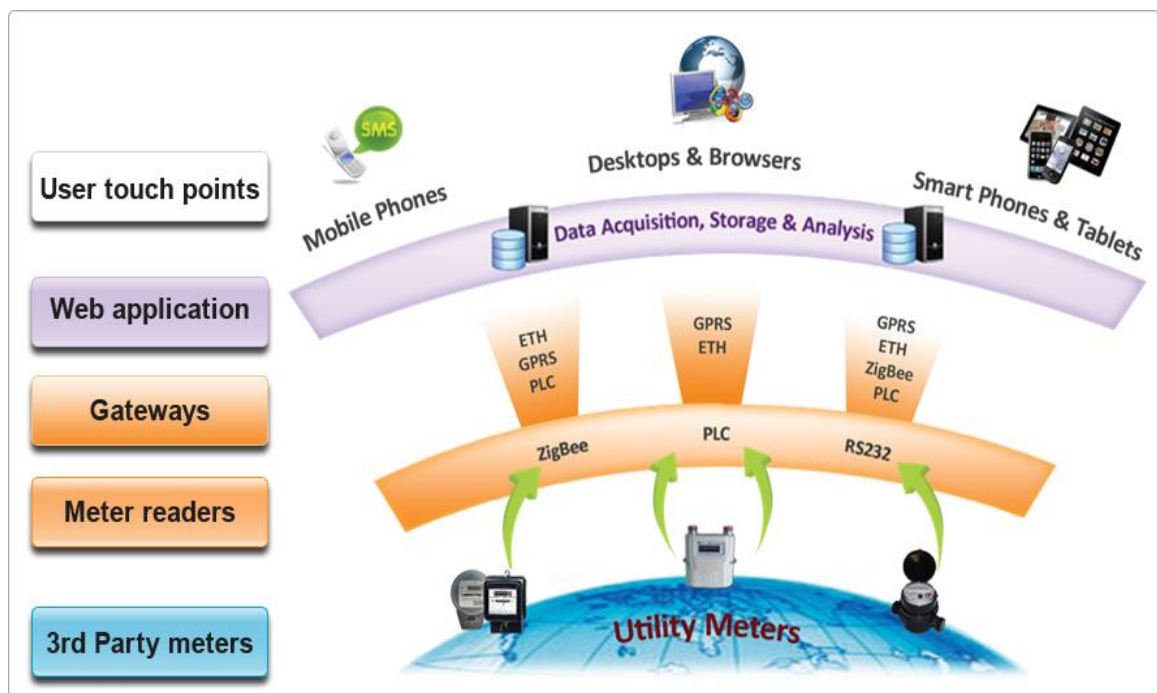 SMS
Desktops & Browsers
Mobile Phones
Smart Phones & Tablets
User touch points
Data Acquisition, Storage & Analysis
Web application
ETH
GPRS
PLC
GPRS
ETH
GPRS
ETH
ZigBee
PLC
Gateways
ZigBee
PLC
RS232
Meter readers
3rd Party meters
Utility Meters